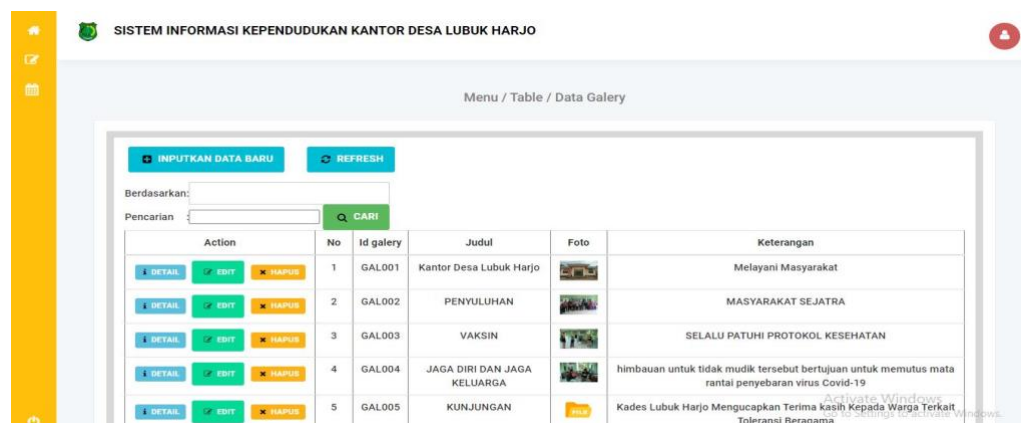 SISTEM INFORMASI KEPENDUDUKAN KANTOR DESA LUBUK HARJO
Menu / Table / Data Galery
INPUTKAN DATA BARU REFRESH
Berdasarkan:
Pencarian :
CARI
Action No Id galery Judul Foto Keterangan
DETAIL EDIT HAPUS 1 GAL001 Kantor Desa Lubuk Harjo Melayani Masyarakat
DETAIL EDIT HAPUS 2 GAL002 PENYULUHAN MASYARAKAT SEJATRA
DETAIL EDIT HAPUS 3 GAL003 VAKSIN SELALU PATUHI PROTOKOL KESEHATAN
DETAIL EDIT HAPUS 4 GAL004 JAGA DIRI DAN JAGA KELUARGA himbauan untuk tidak mudik tersebut bertujuan untuk memutus mata
rantai penyebaran virus Covid-19
DETAIL EDIT HAPUS 5 GAL005 KUNJUNGAN FILE Kades Lubuk Harjo Mengucapkan Terima kasih Kepada Warga Terkait
Toleransi Beragama
Activate Windows
Go to Settings to activate Windows.